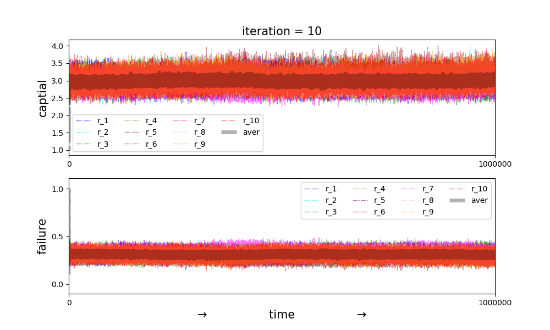 iteration = 10
captial
4.0
3.5
3.0
2.5
2.0
1.5
1.0
r_1 r_4 r_7 r_10
r_2 r_5 r_8 aver
r_3 r_6 r_9
0 1000000
failure
1.0
0.5
0.0
r_1 r_4 r_7 r_10
r_2 r_5 r_8 aver
r_3 r_6 r_9
0 1000000
→ time →